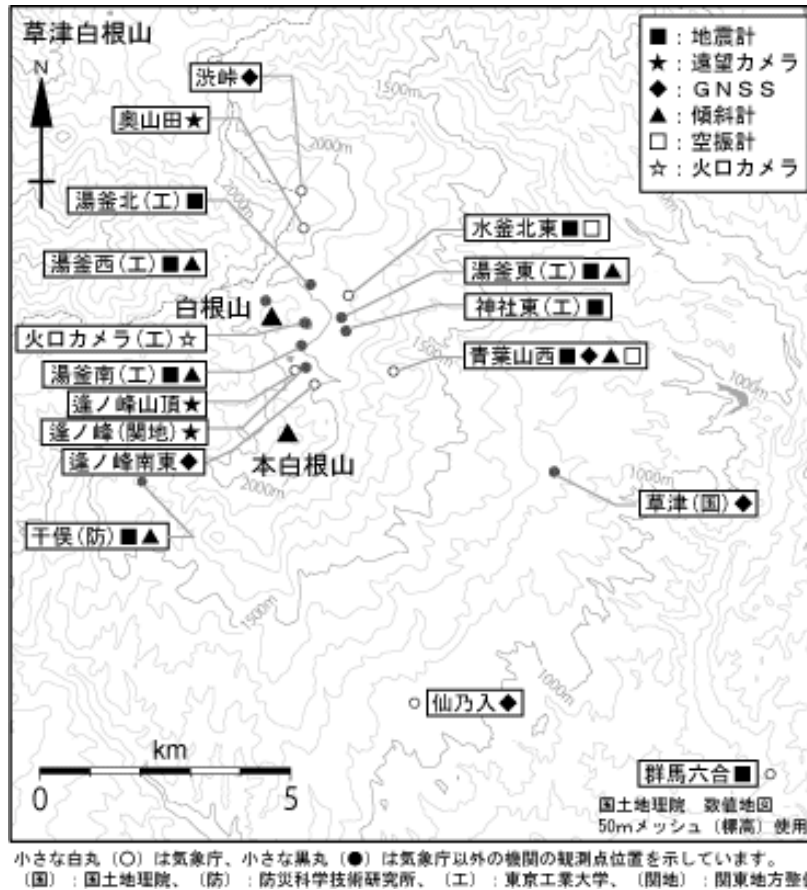 草津白根山
N
■：地震計
★：遠望カメラ
◆：ＧＮＳＳ
▲：傾斜計
□：空振計
☆：火口カメラ
渋峠◆
1500m
奥山田★
2000m
湯釜北(工)■
2000m
水釜北東■□
湯釜西(工)■▲
湯釜東(工)■▲
白根山
神社東(工)■
火口カメラ(工)☆
1500m
青葉山西■◆▲□
湯釜南(工)■▲
1000m
逢ノ峰山頂★
逢ノ峰(関地)★
逢ノ峰南東◆
本白根山
2000m
1000m
草津(国)◆
干俣(防)■▲
1500m
1000m
仙乃入◆
km
0 5
群馬六合■
国土地理院 数値地図
50mメッシュ（標高）使用
小さな白丸（○）は気象庁、小さな黒丸（●）は気象庁以外の機関の観測点位置を示しています。
（国）：国土地理院、（防）：防災科学技術研究所、（工）：東京工業大学、（関地）：関東地方整備